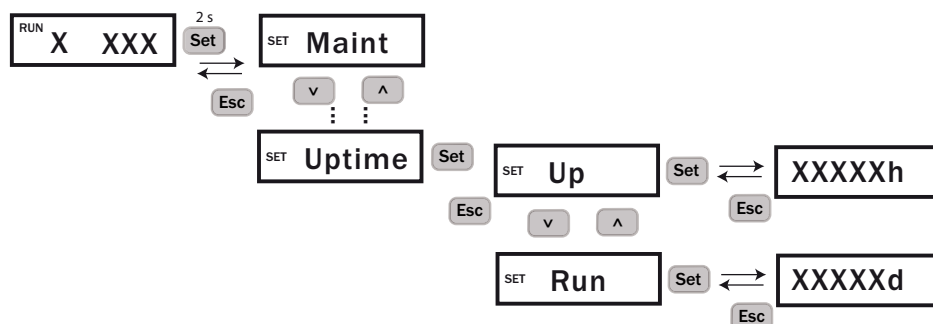 2 s
RUN X XXX Set SET Maint
Esc v ^
SET Uptime Set SET Up Set XXXXXh
Esc v ^ Esc
SET Run Set XXXXXd
Esc